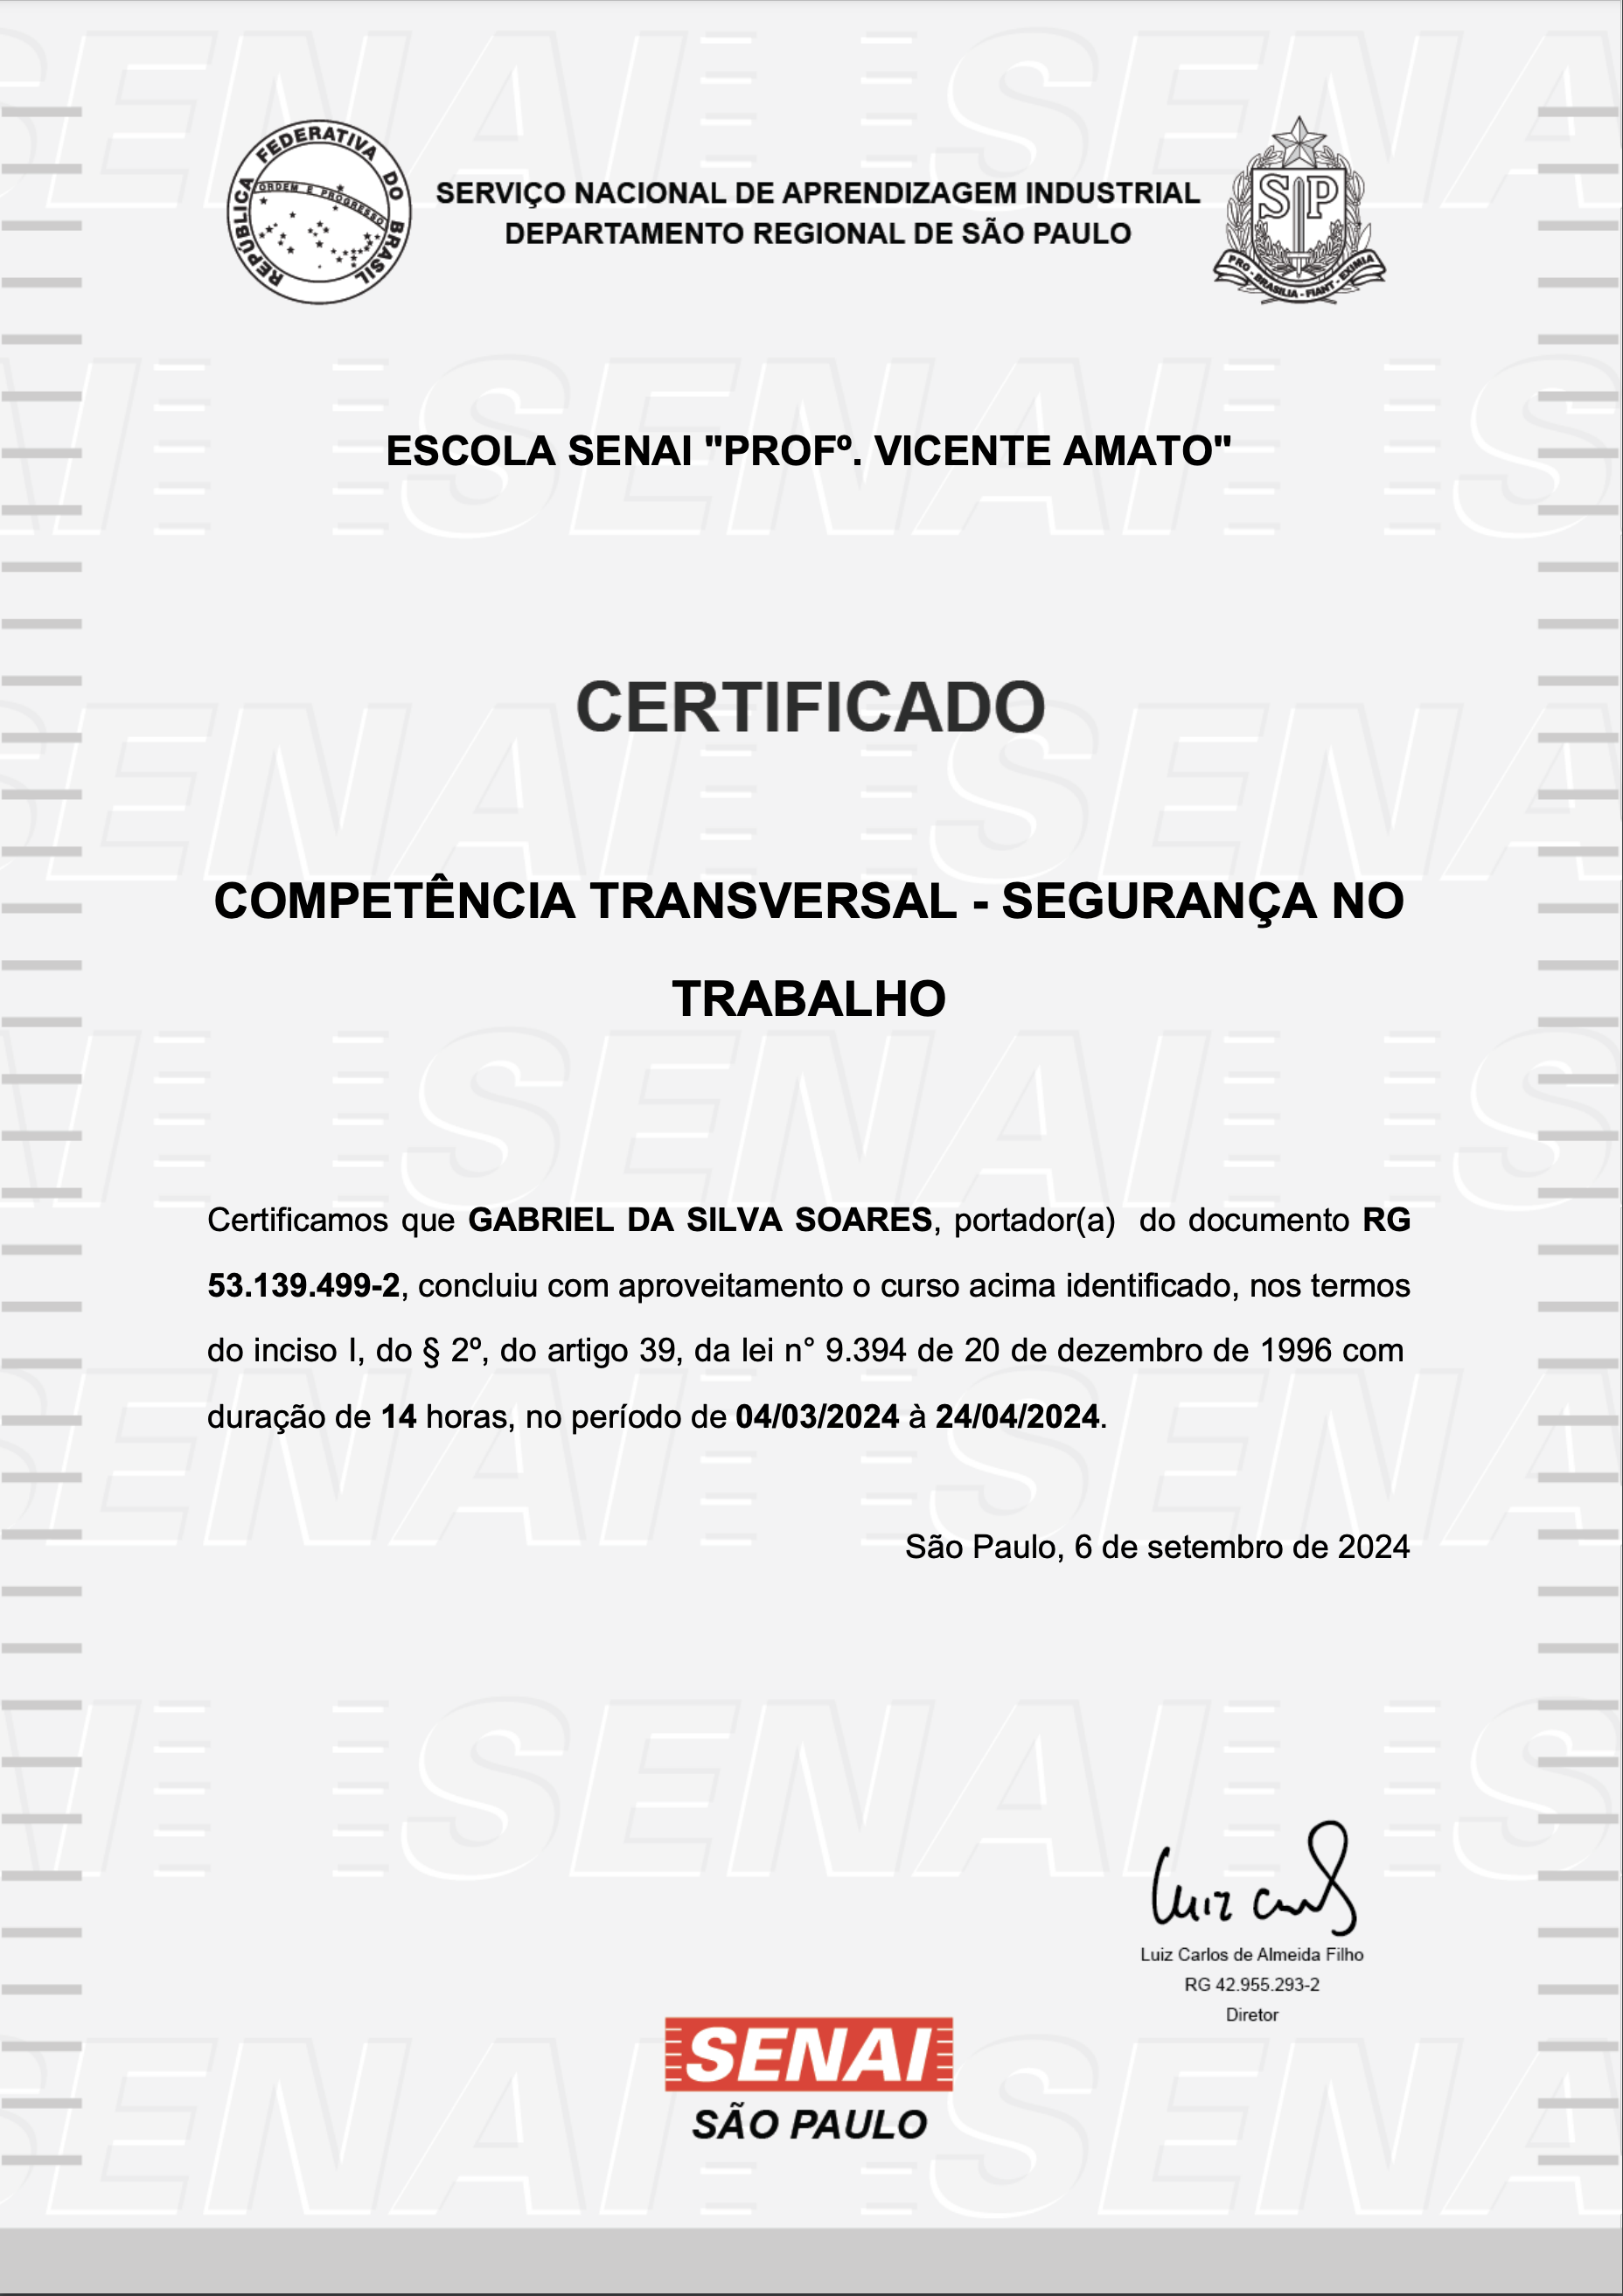 REPÚBLICA FEDERATIVA DO BRASIL
ORDEM E PROGRESSO
SERVIÇO NACIONAL DE APRENDIZAGEM INDUSTRIAL
DEPARTAMENTO REGIONAL DE SÃO PAULO
SP
PRO - BRASILIA - FIANT - EXIMIA
ESCOLA SENAI "PROFº. VICENTE AMATO"
CERTIFICADO
COMPETÊNCIA TRANSVERSAL - SEGURANÇA NO
TRABALHO
Certificamos que GABRIEL DA SILVA SOARES, portador(a) do documento RG
53.139.499-2, concluiu com aproveitamento o curso acima identificado, nos termos
do inciso I, do § 2º, do artigo 39, da lei n° 9.394 de 20 de dezembro de 1996 com
duração de 14 horas, no período de 04/03/2024 à 24/04/2024.
São Paulo, 6 de setembro de 2024
Luiz Carlos de Almeida Filho
RG 42.955.293-2
Diretor
SENAI
SÃO PAULO